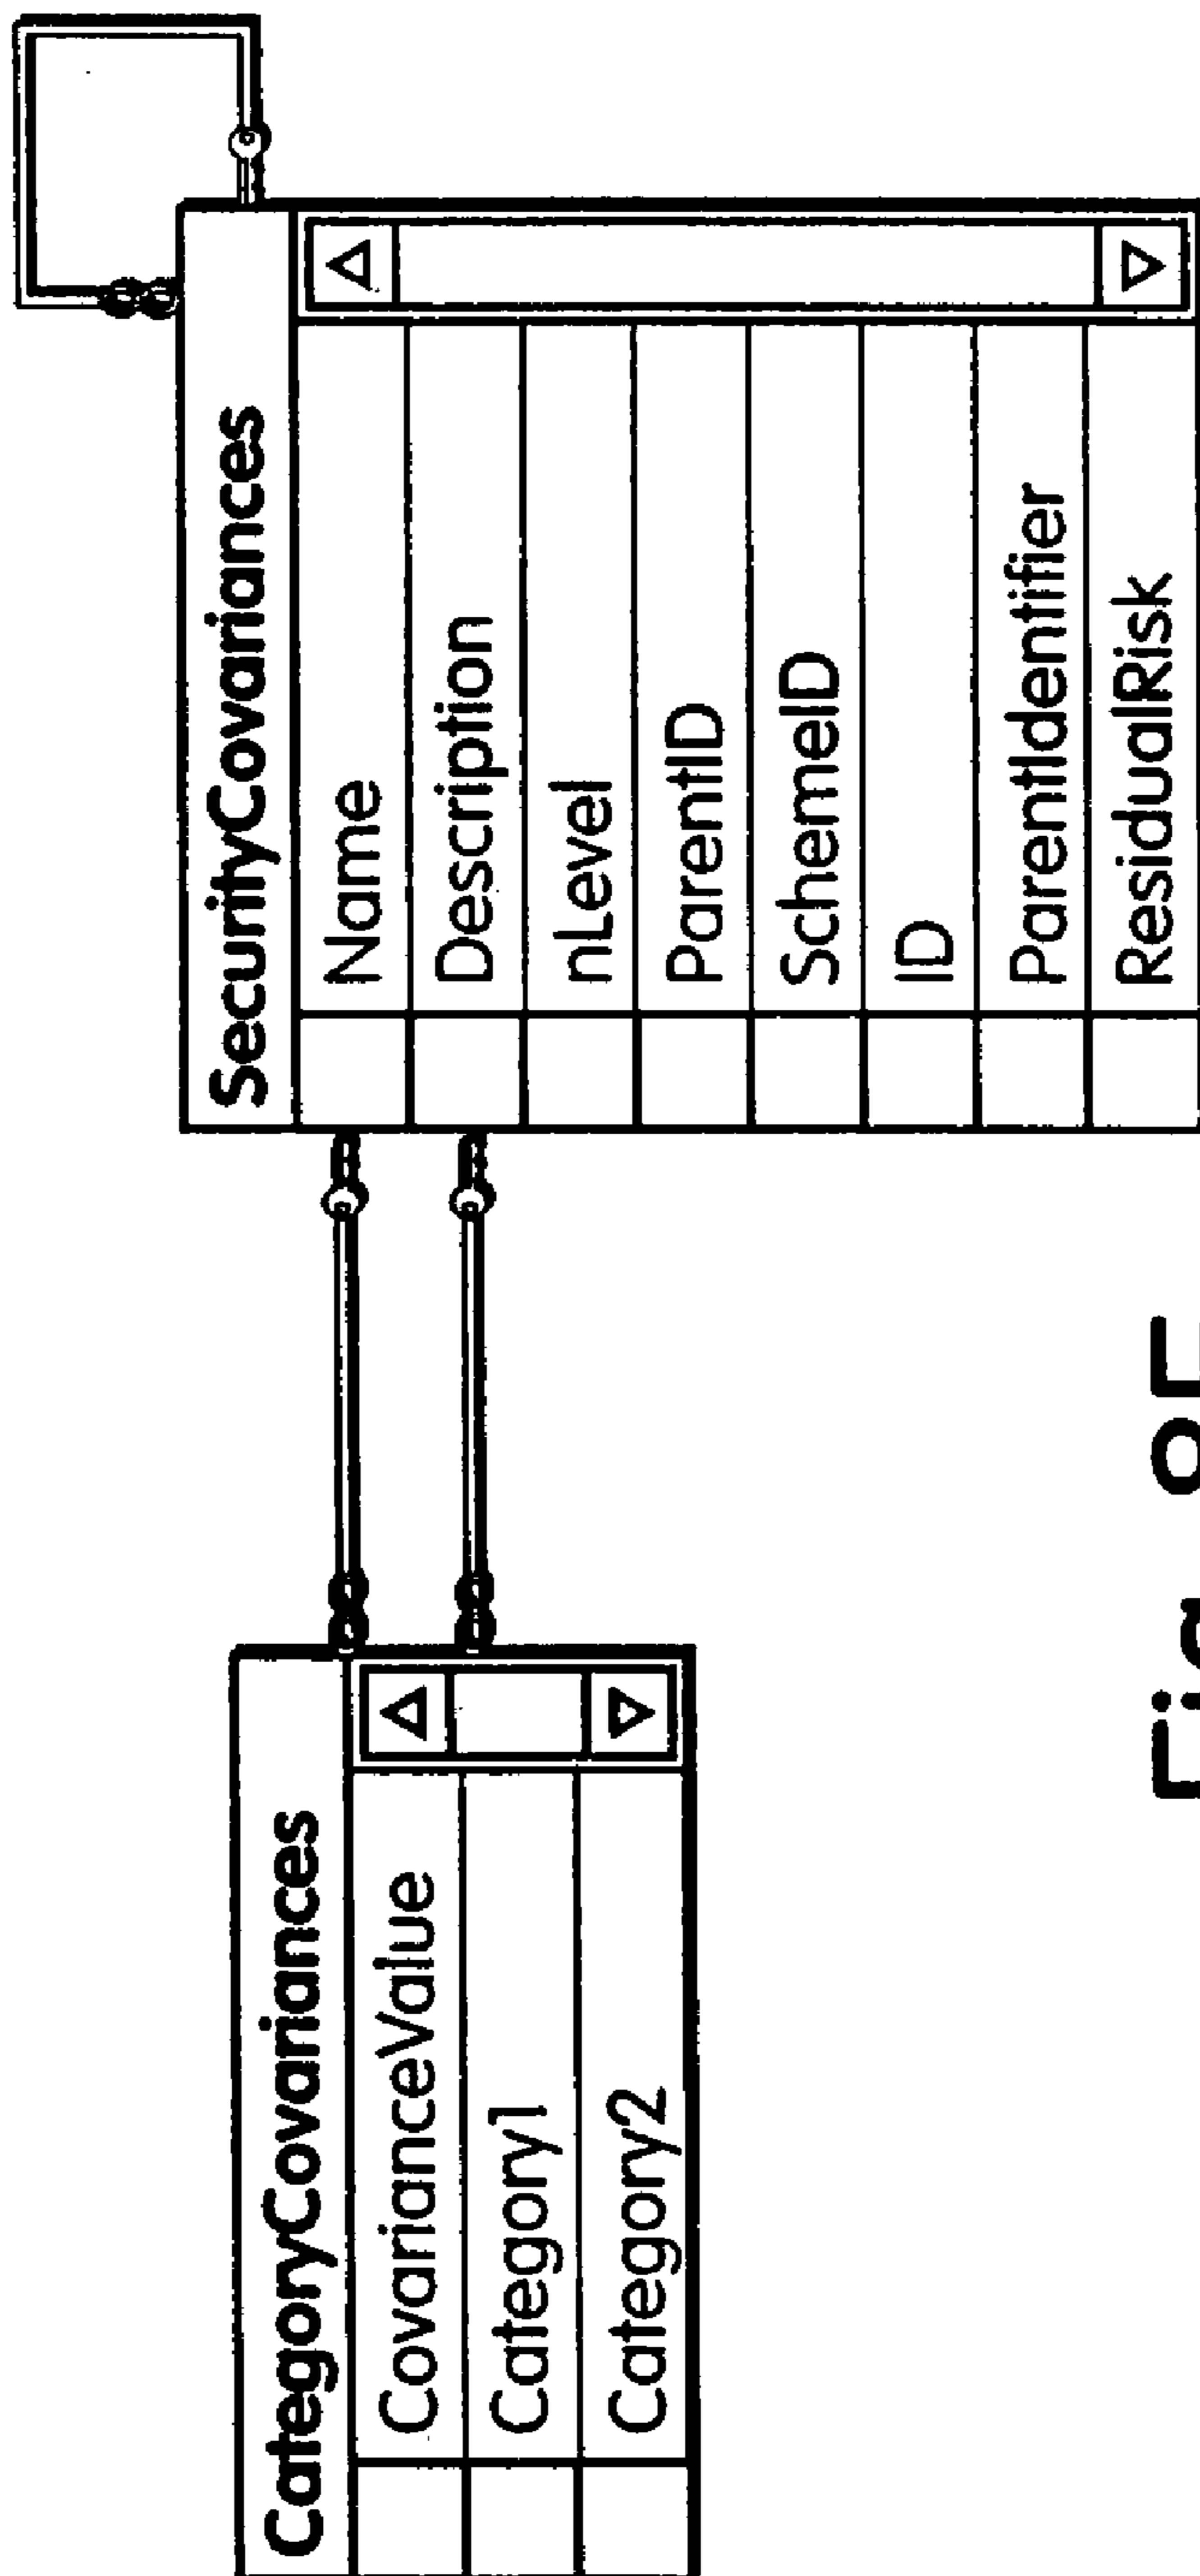 CategoryCovariances
CovarianceValue
Category1
Category2
SecurityCovariances
Name
Description
nLevel
ParentID
SchemeID
ID
ParentIdentifier
ResidualRisk